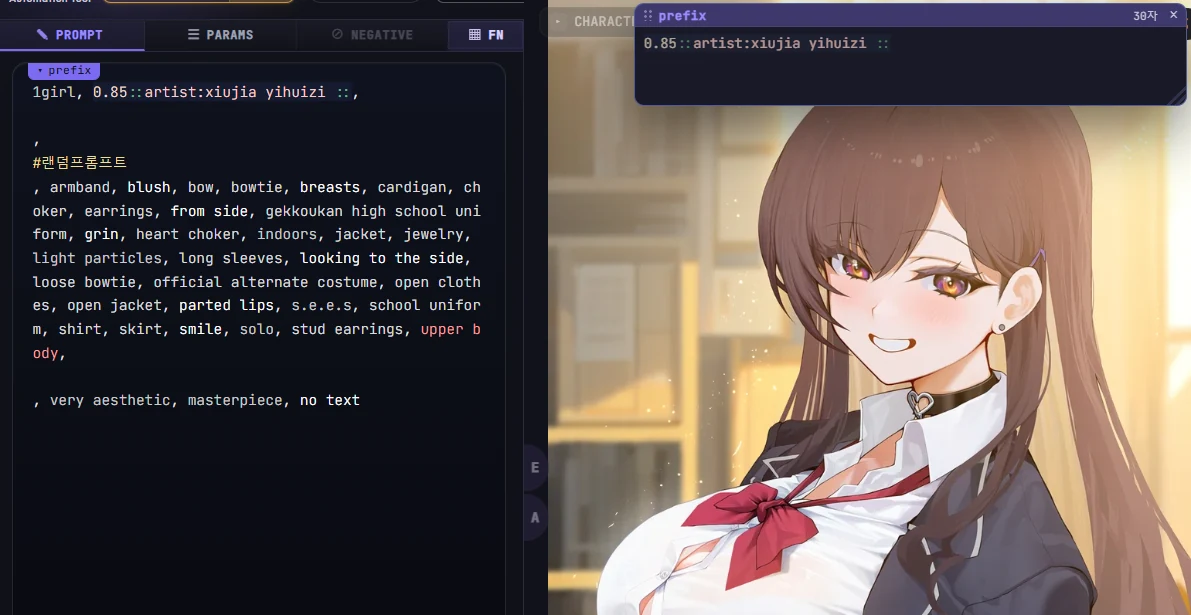 PROMPT
PARAMS
NEGATIVE
FN
prefix
1girl, 0.85::artist:xiujia yihuizi ::,
,
#랜덤프롬프트
, armband, blush, bow, bowtie, breasts, cardigan, ch
oker, earrings, from side, gekkoukan high school uni
form, grin, heart choker, indoors, jacket, jewelry,
light particles, long sleeves, looking to the side,
loose bowtie, official alternate costume, open cloth
es, open jacket, parted lips, s.e.e.s, school unifor
m, shirt, skirt, smile, solo, stud earrings, upper b
ody,
, very aesthetic, masterpiece, no text
E
A
CHARACT
prefix
30자 ×
0.85::artist:xiujia yihuizi ::